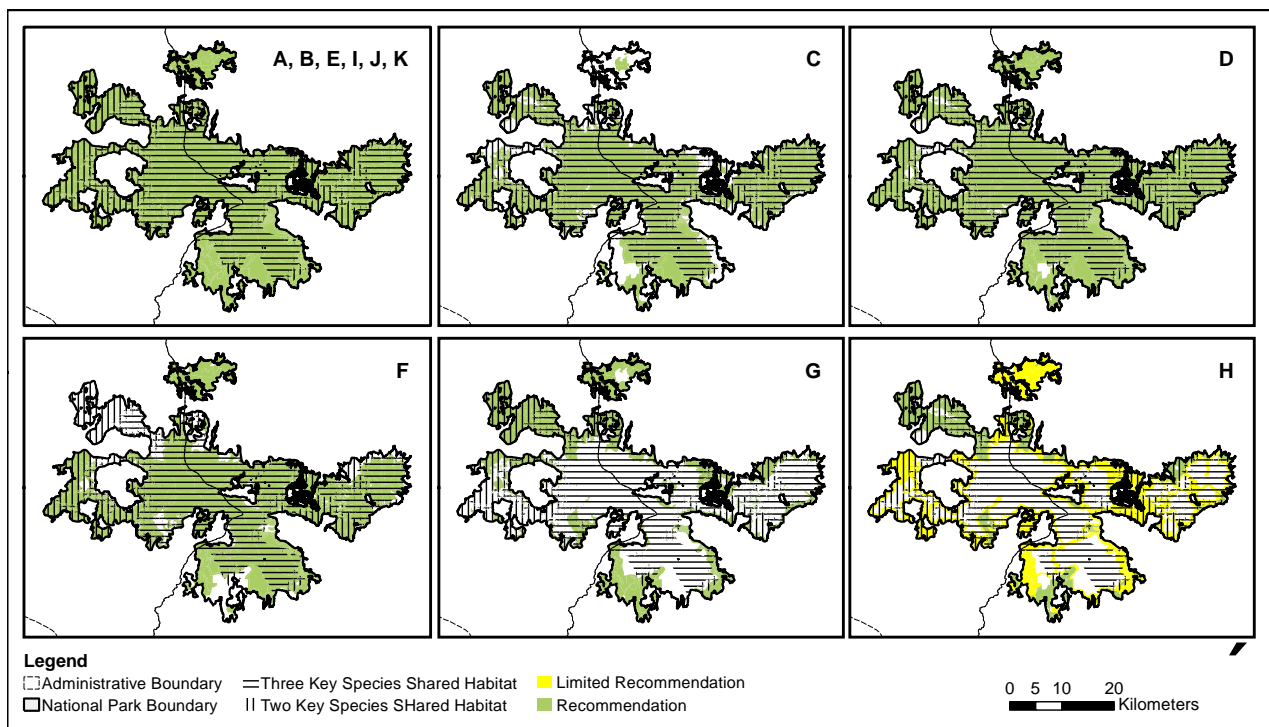 A, B, E, I, J, K
C
D
F
G
H
Legend
Administrative Boundary
Three Key Species Shared Habitat
Limited Recommendation
National Park Boundary
Two Key Species SHared Habitat
Recommendation
0 5 10 20
Kilometers